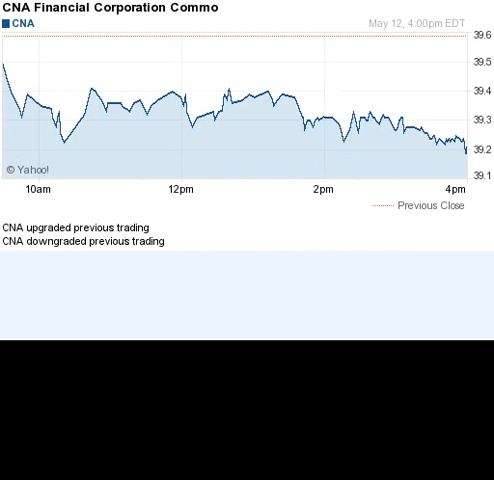 CNA Financial Corporation Commo
CNA
May 12, 4:00pm EDT
39.6
39.5
39.4
39.3
39.2
39.1
© Yahoo!
10am 12pm 2pm 4pm
Previous Close
CNA upgraded previous trading
CNA downgraded previous trading